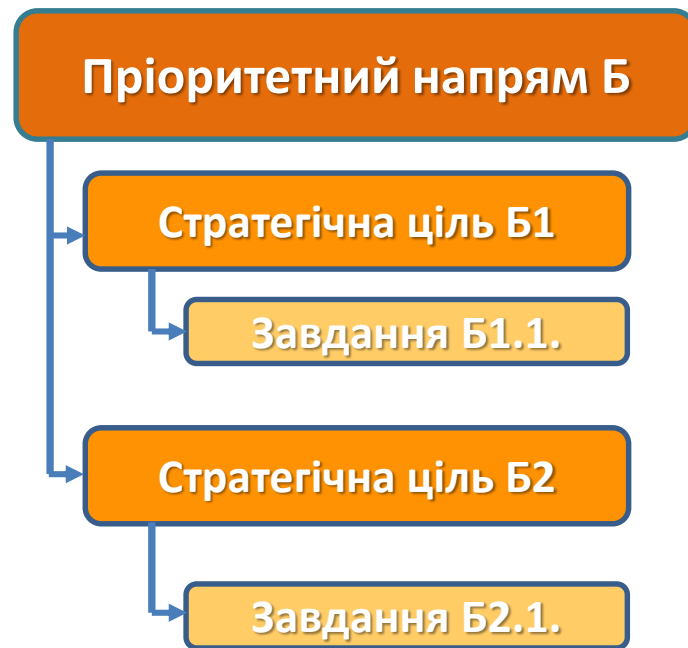 Пріоритетний напрям Б
Стратегічна ціль Б1
Завдання Б1.1.
Стратегічна ціль Б2
Завдання Б2.1.